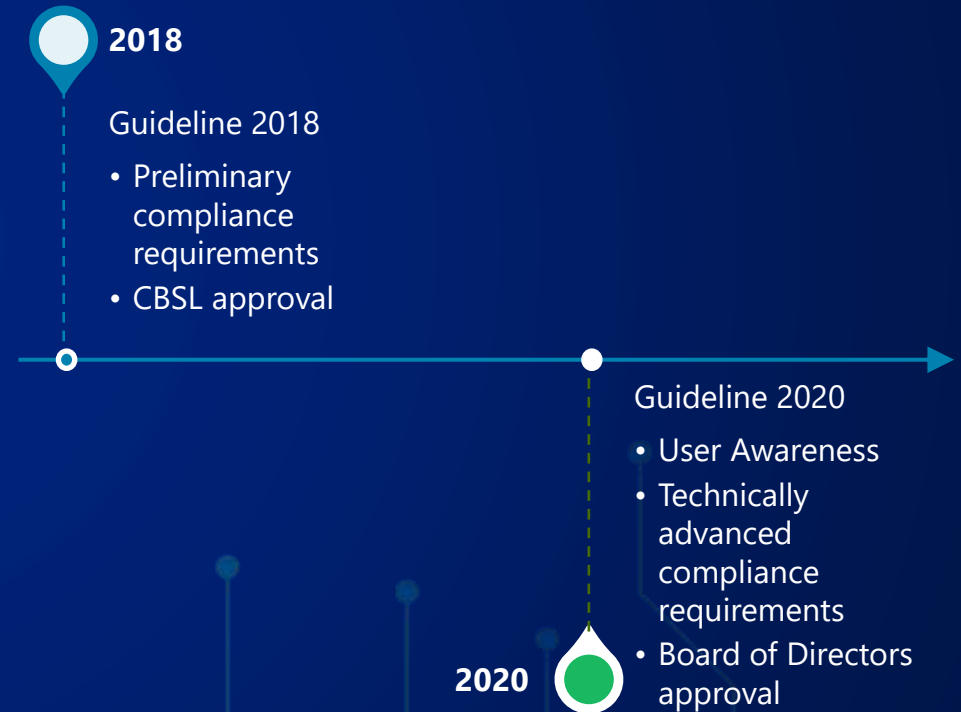 2018
Guideline 2018
• Preliminary
compliance
requirements
• CBSL approval
Guideline 2020
• User Awareness
• Technically
advanced
compliance
requirements
• Board of Directors
approval
2020